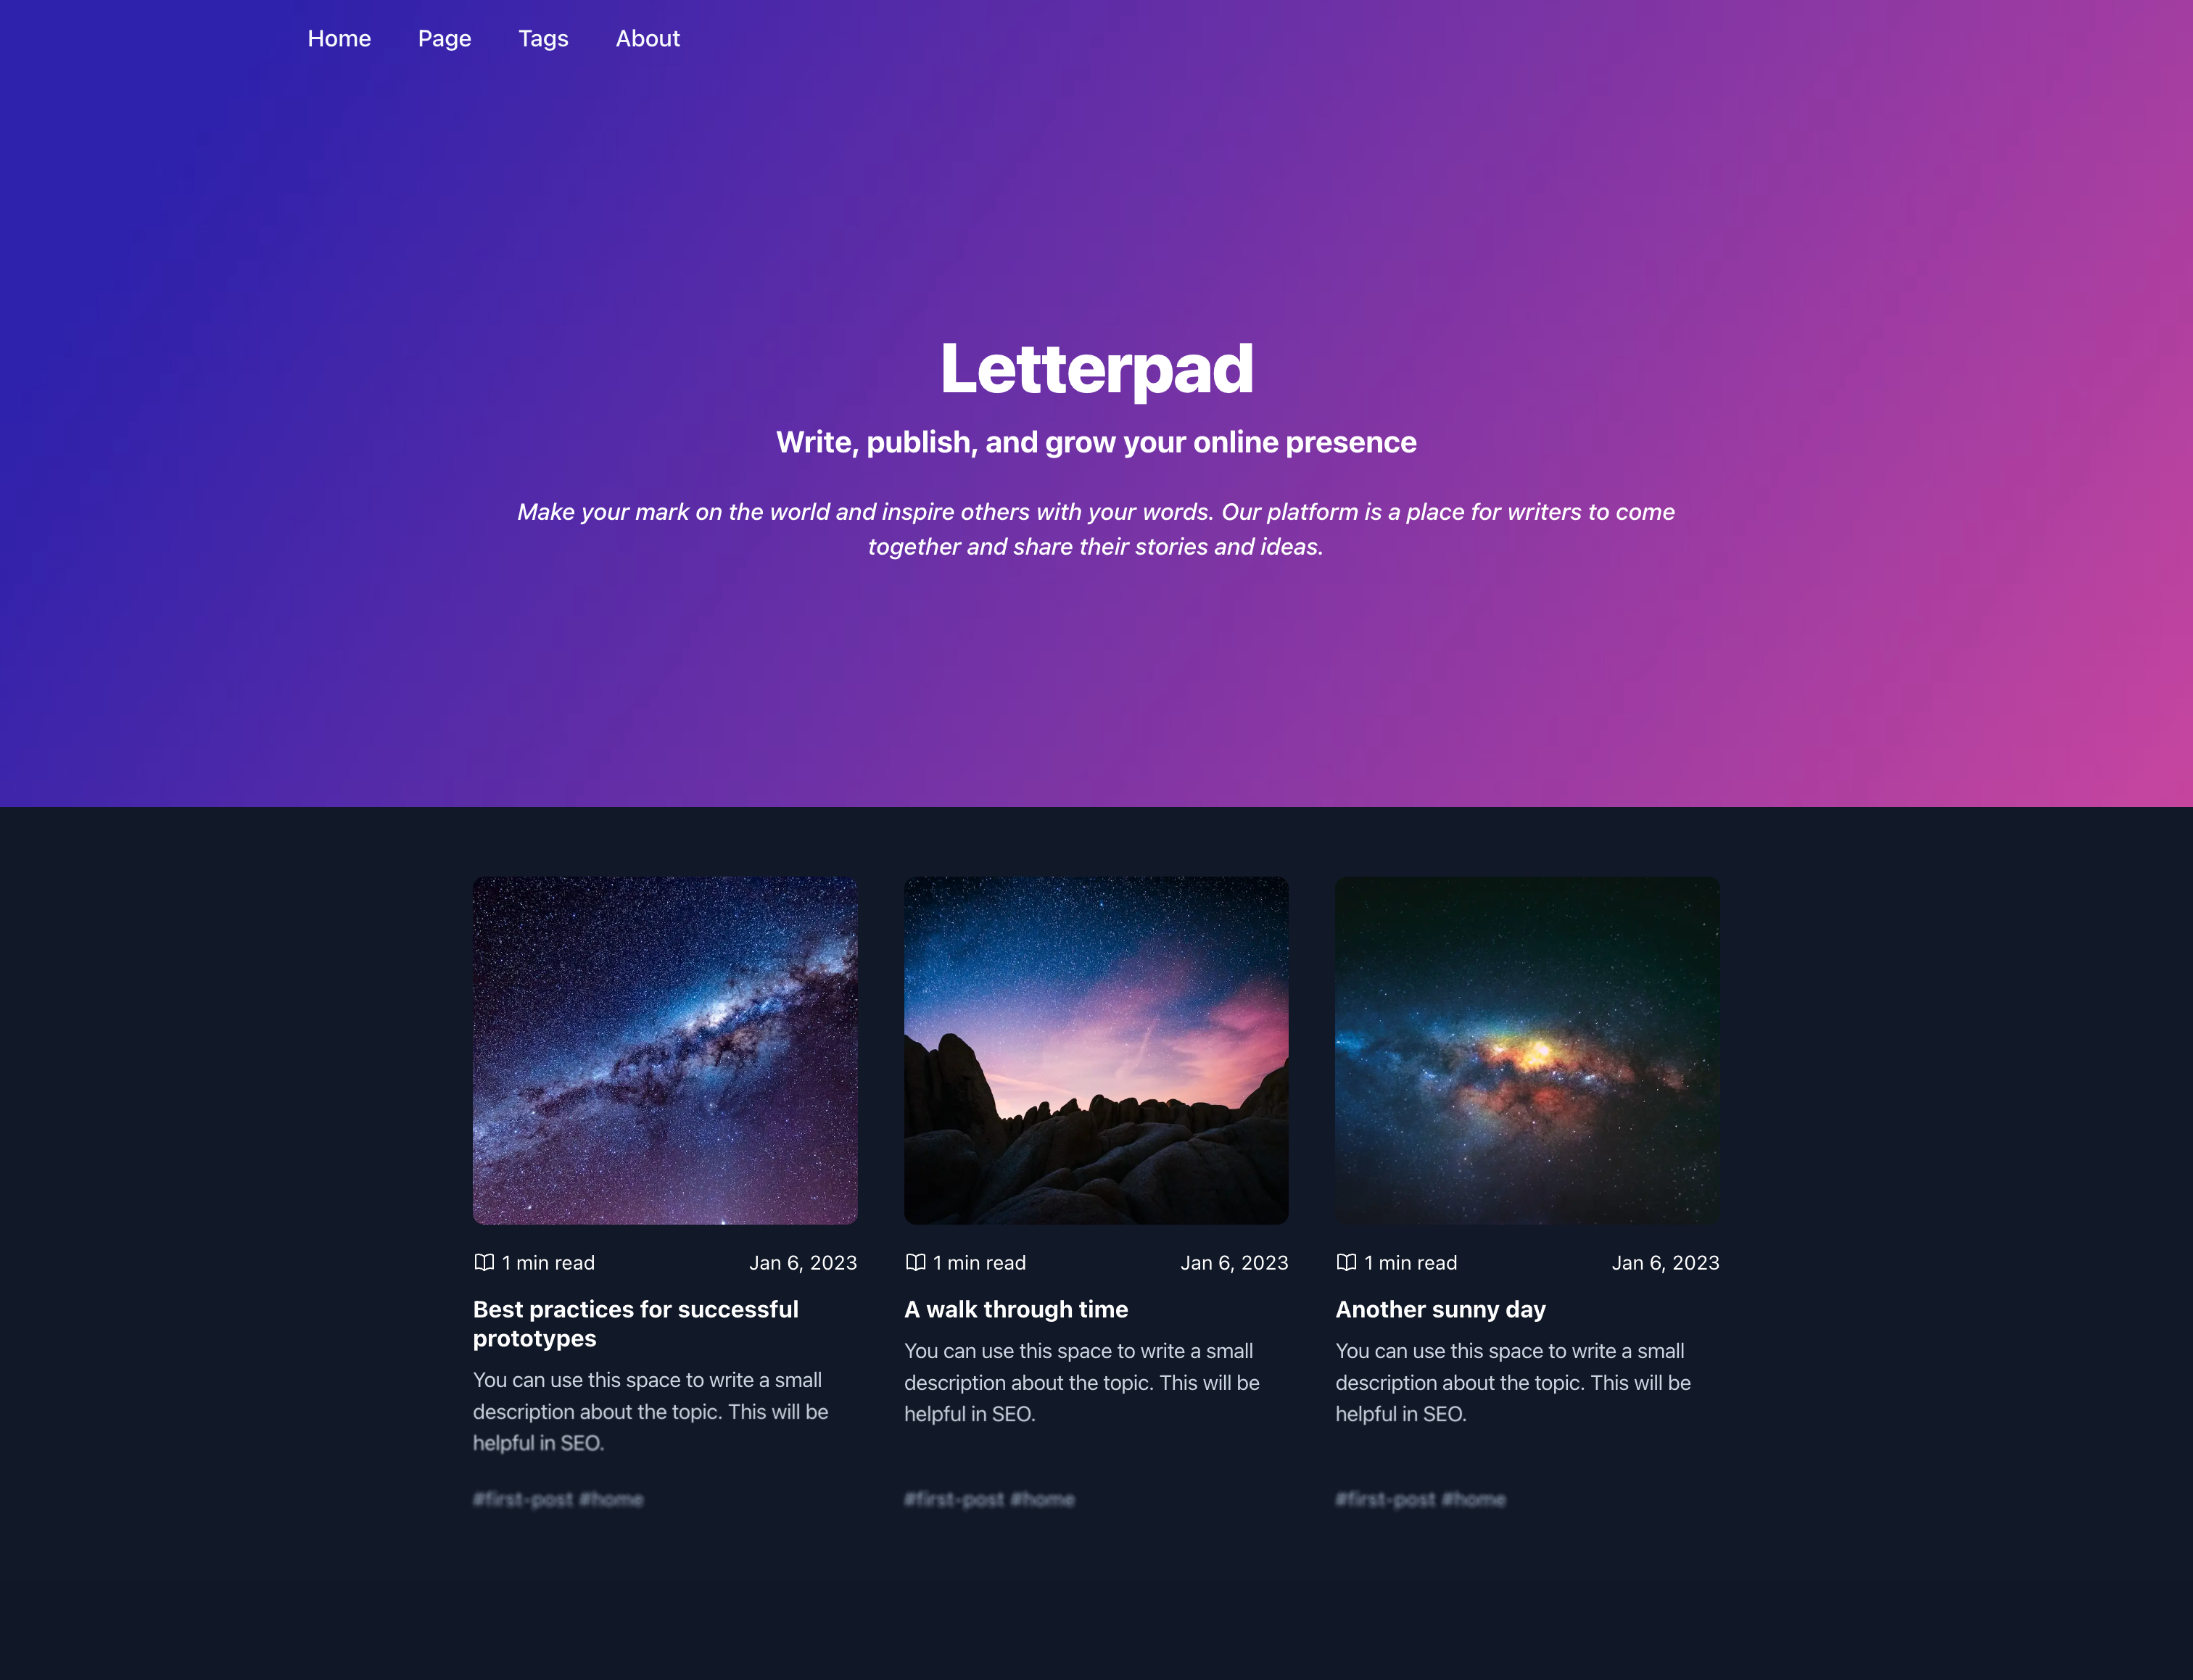 Home Page Tags About
Letterpad
Write, publish, and grow your online presence
Make your mark on the world and inspire others with your words. Our platform is a place for writers to come
together and share their stories and ideas.
1 min read Jan 6, 2023
Best practices for successful
prototypes
You can use this space to write a small
description about the topic. This will be
helpful in SEO.
#first-post #home
1 min read Jan 6, 2023
A walk through time
You can use this space to write a small
description about the topic. This will be
helpful in SEO.
#first-post #home
1 min read Jan 6, 2023
Another sunny day
You can use this space to write a small
description about the topic. This will be
helpful in SEO.
#first-post #home